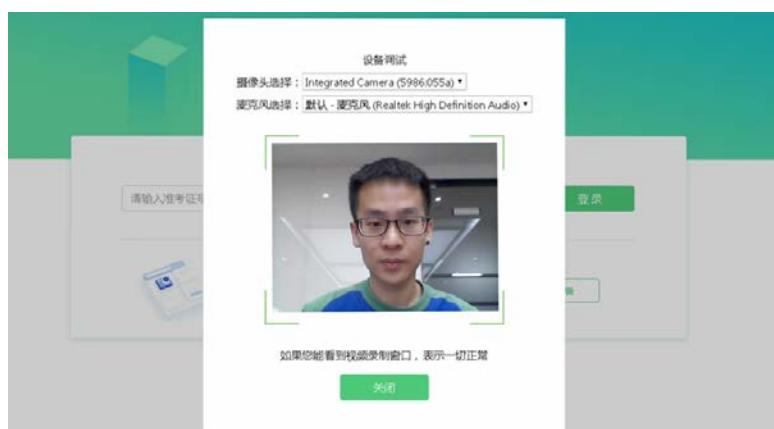 设备调试
摄像头选择： Integrated Camera (5986:055a)
麦克风选择： 默认 - 麦克风 (Realtek High Definition Audio)
请输入准考证号
登 录
如果您能看到视频录制窗口，表示一切正常
关闭